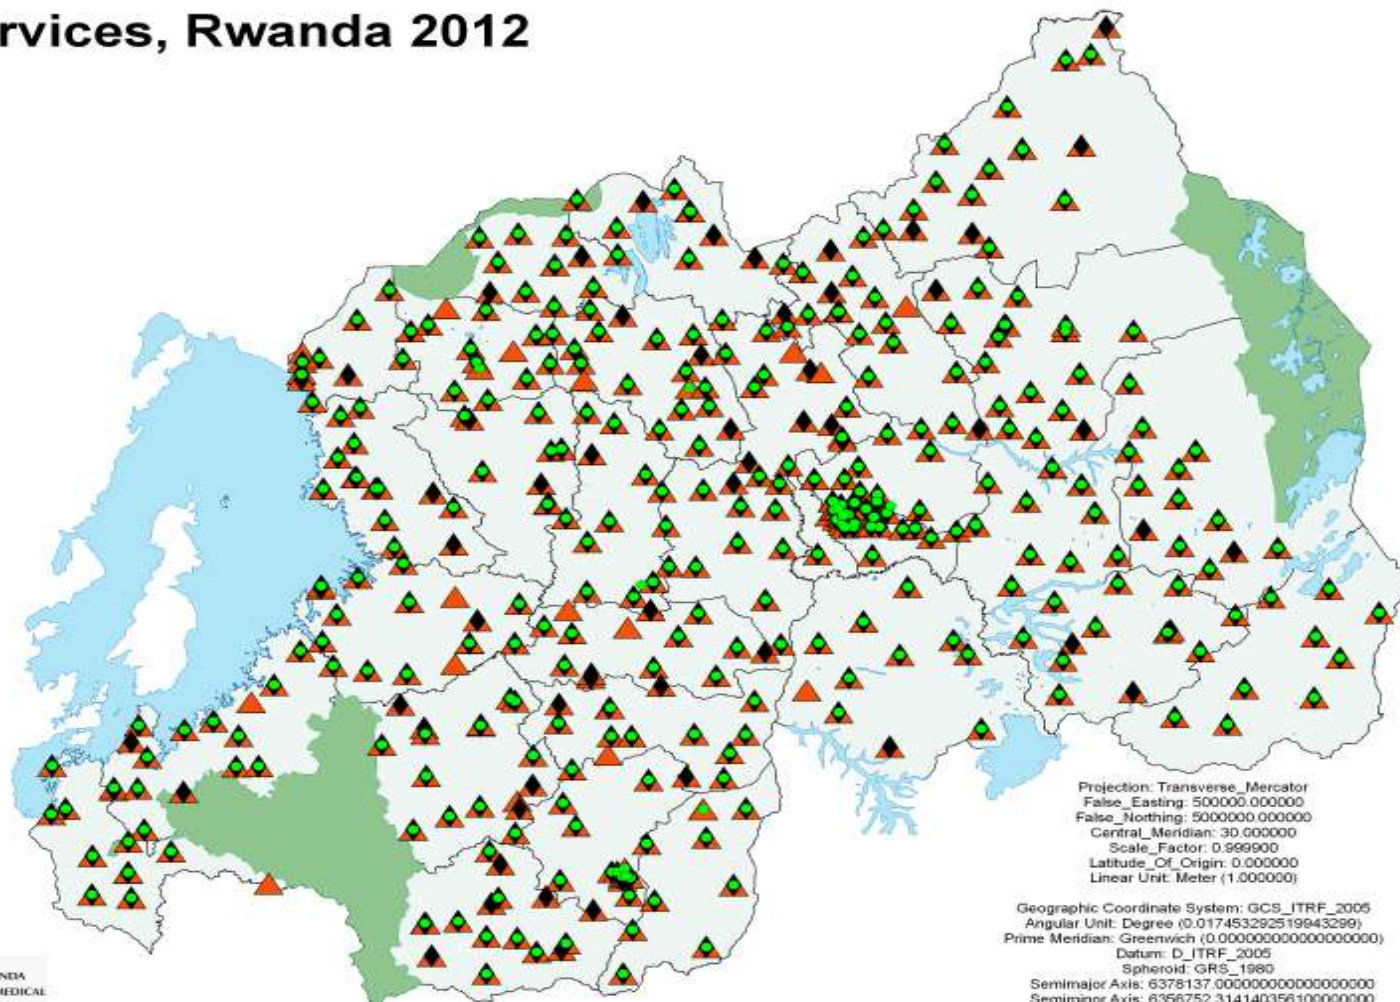 rvices, Rwanda 2012
Projection: Transverse_Mercator
False_Easting: 500000.000000
False_Northing: 5000000.000000
Central_Meridian: 30.000000
Scale_Factor: 0.999900
Latitude_Of_Origin: 0.000000
Linear Unit: Meter (1.000000)
Geographic Coordinate System: GCS_ITRF_2005
Angular Unit: Degree (0.017453292519943299)
Prime Meridian: Greenwich (0.000000000000000000)
Datum: D_ITRF_2005
Spheroid: GRS_1980
Semimajor Axis: 6378137.000000000000000000
Semiminor Axis:
NDA
MEDICAL